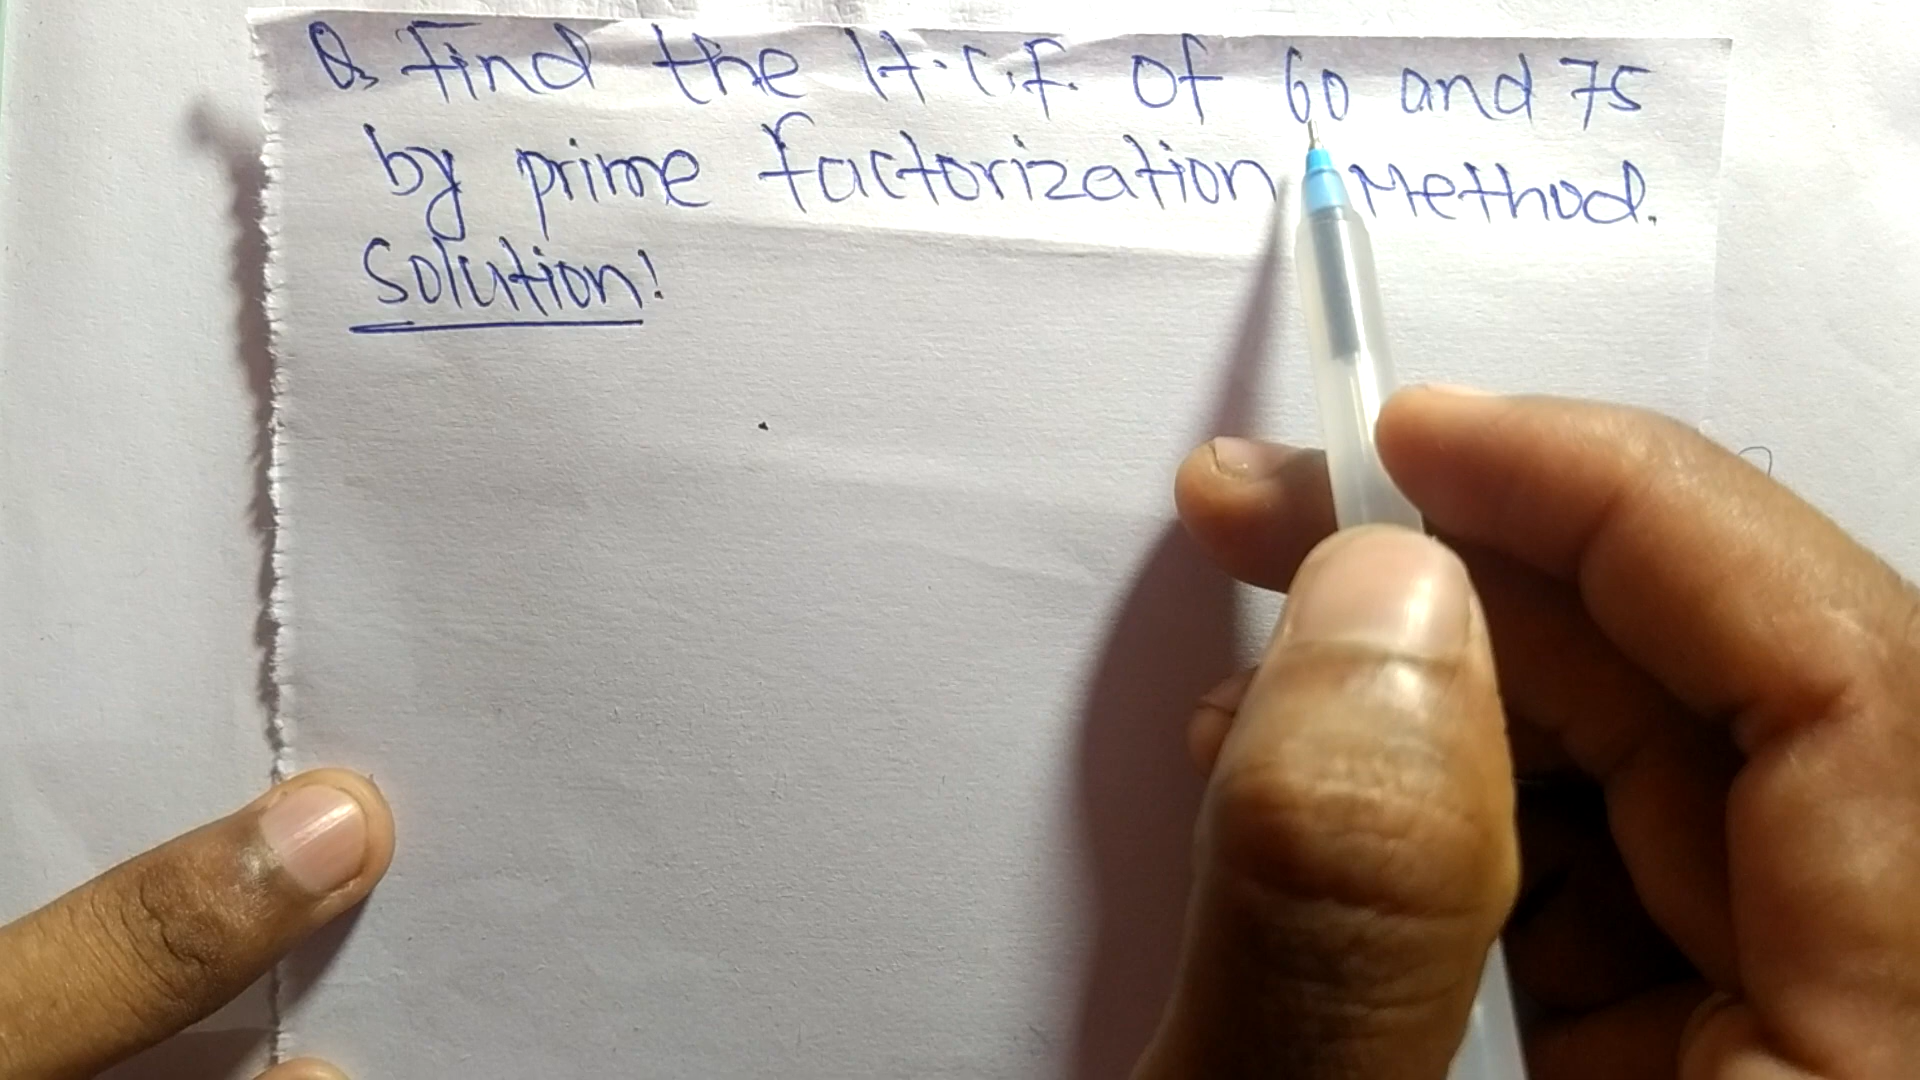 Q. Find the H.C.F. of 60 and 75
by prime factorization Method.
Solution: